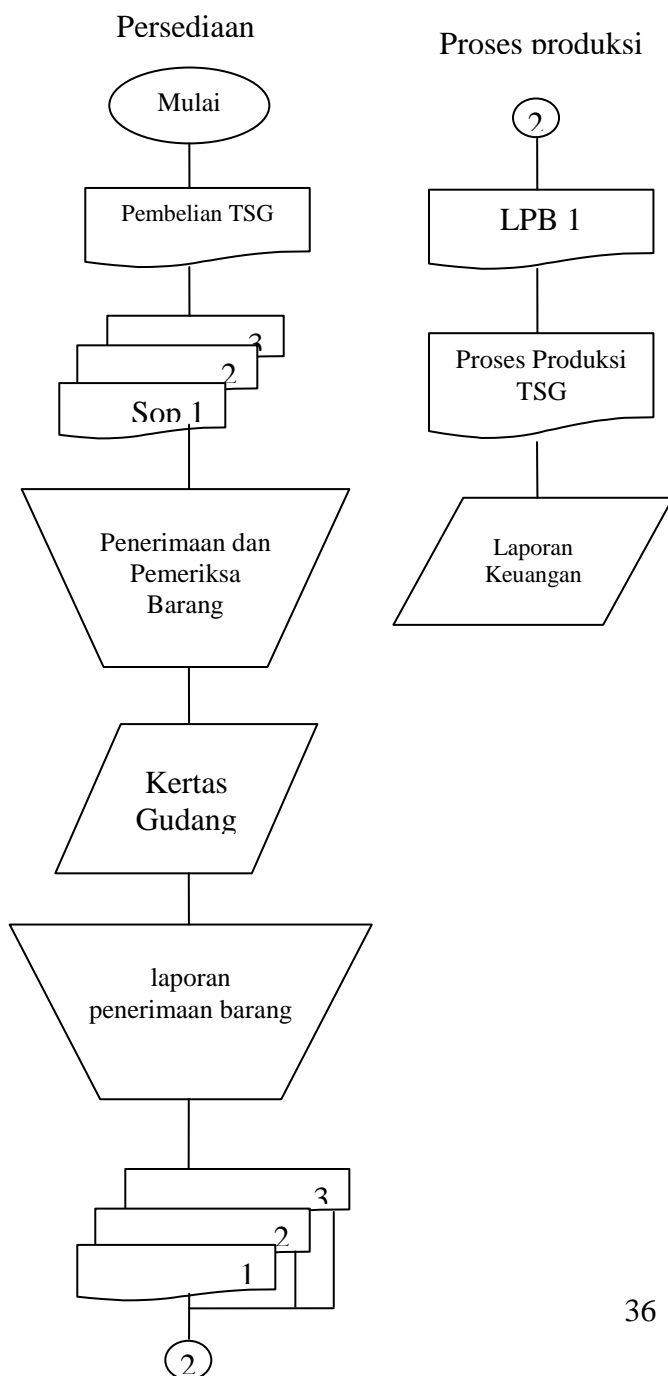 Persediaan
Mulai
Pembelian TSG
3
2
Sop 1
Penerimaan dan
Pemeriksa
Barang
Kertas
Gudang
laporan
penerimaan barang
3
2
1
2
Proses produksi
2
LPB 1
Proses Produksi
TSG
Laporan
Keuangan
36